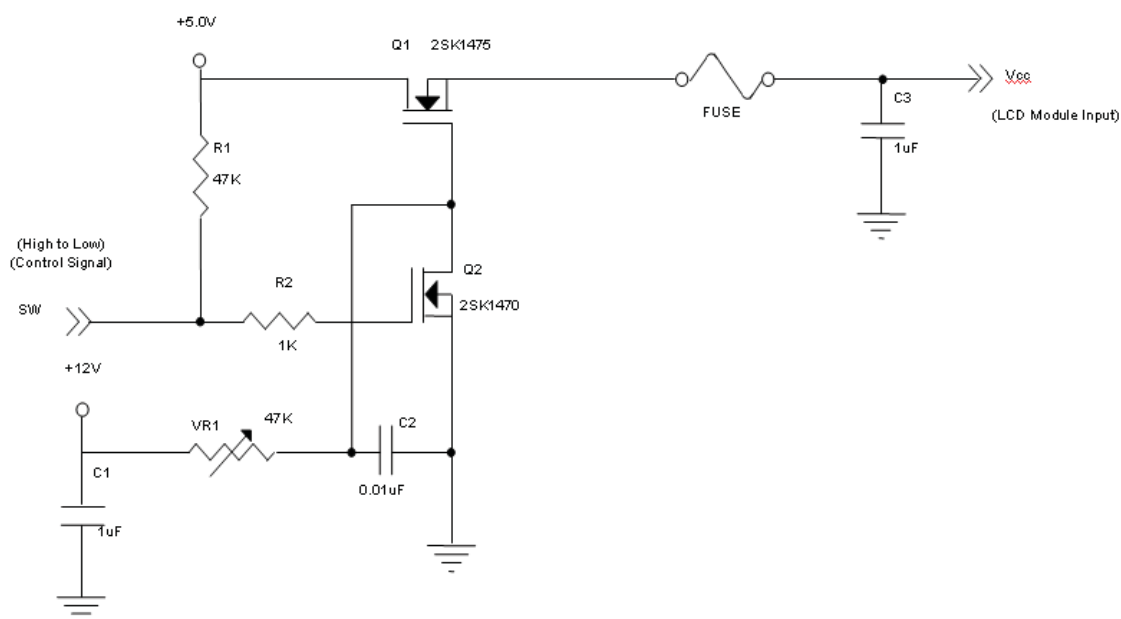 +5.0V
Q1 2SK1475
Vcc
FUSE
C3
(LCD Module Input)
R1
1uF
47K
(High to Low)
(Control Signal)
R2
Q2
SW
2SK1470
1K
+12V
47K
VR1
C2
C1
0.01uF
1uF